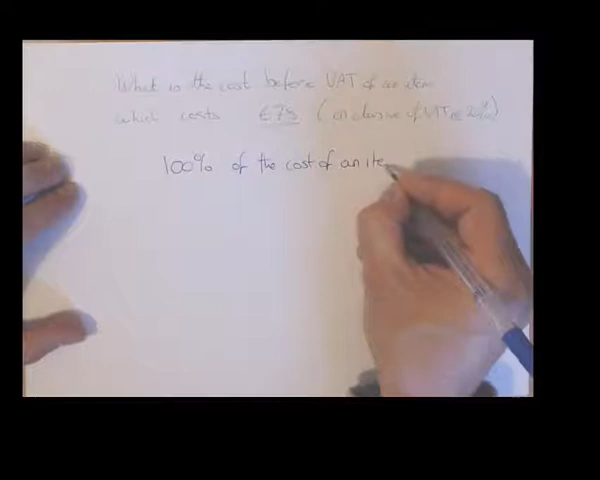 What is the cost before VAT of an item
which costs €78 (inclusive of VAT @ 20%)
100% of the cost of an ite